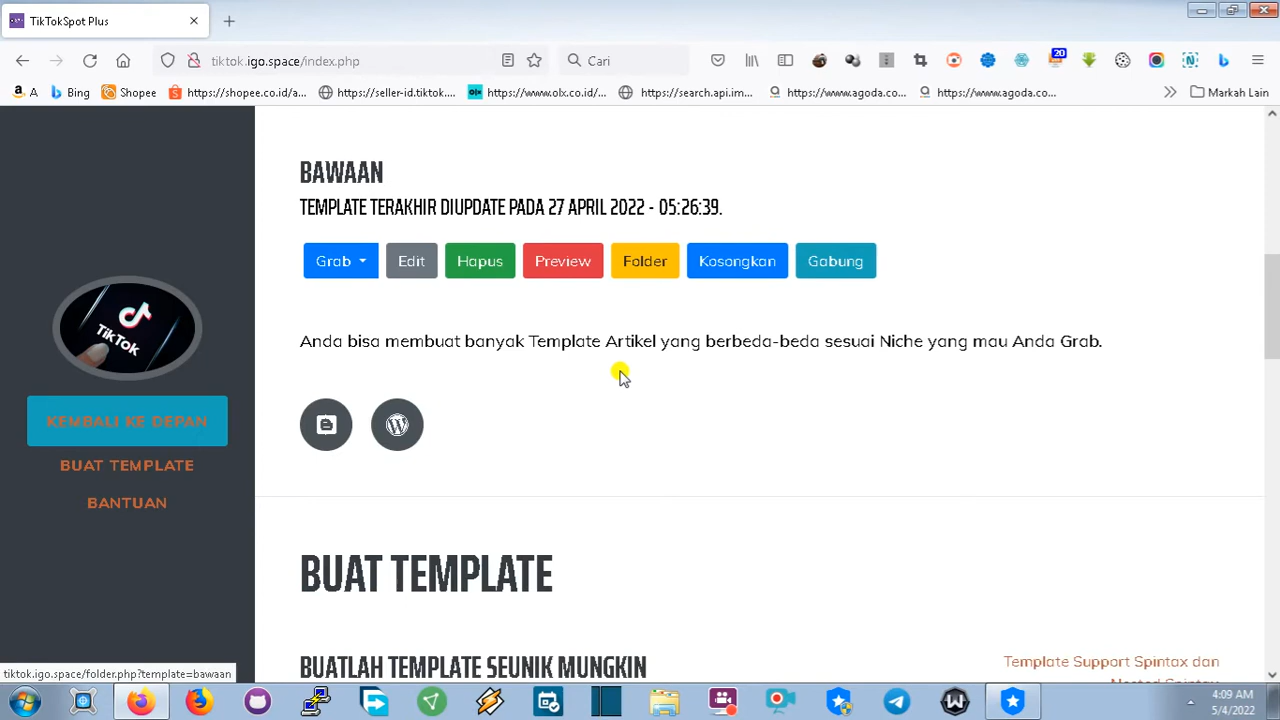 TikTokSpot Plus
tiktok.igo.space/index.php
Cari
20
A
Bing
Shopee
https://shopee.co.id/a...
https://seller-id.tiktok....
https://www.olx.co.id/...
https://search.api.im...
https://www.agoda.co...
https://www.agoda.co...
Markah Lain
BAWAAN
TEMPLATE TERAKHIR DIUPDATE PADA 27 APRIL 2022 - 05:26:39.
Grab
Edit
Hapus
Preview
Folder
Kosongkan
Gabung
TikTok
Anda bisa membuat banyak Template Artikel yang berbeda-beda sesuai Niche yang mau Anda Grab.
KEMBALI KE DEPAN
BUAT TEMPLATE
BANTUAN
BUAT TEMPLATE
BUATLAH TEMPLATE SEUNIK MUNGKIN
Template Support Spintax dan
Nested Spintax
tiktok.igo.space/folder.php?template=bawaan
4:09 AM
5/4/2022